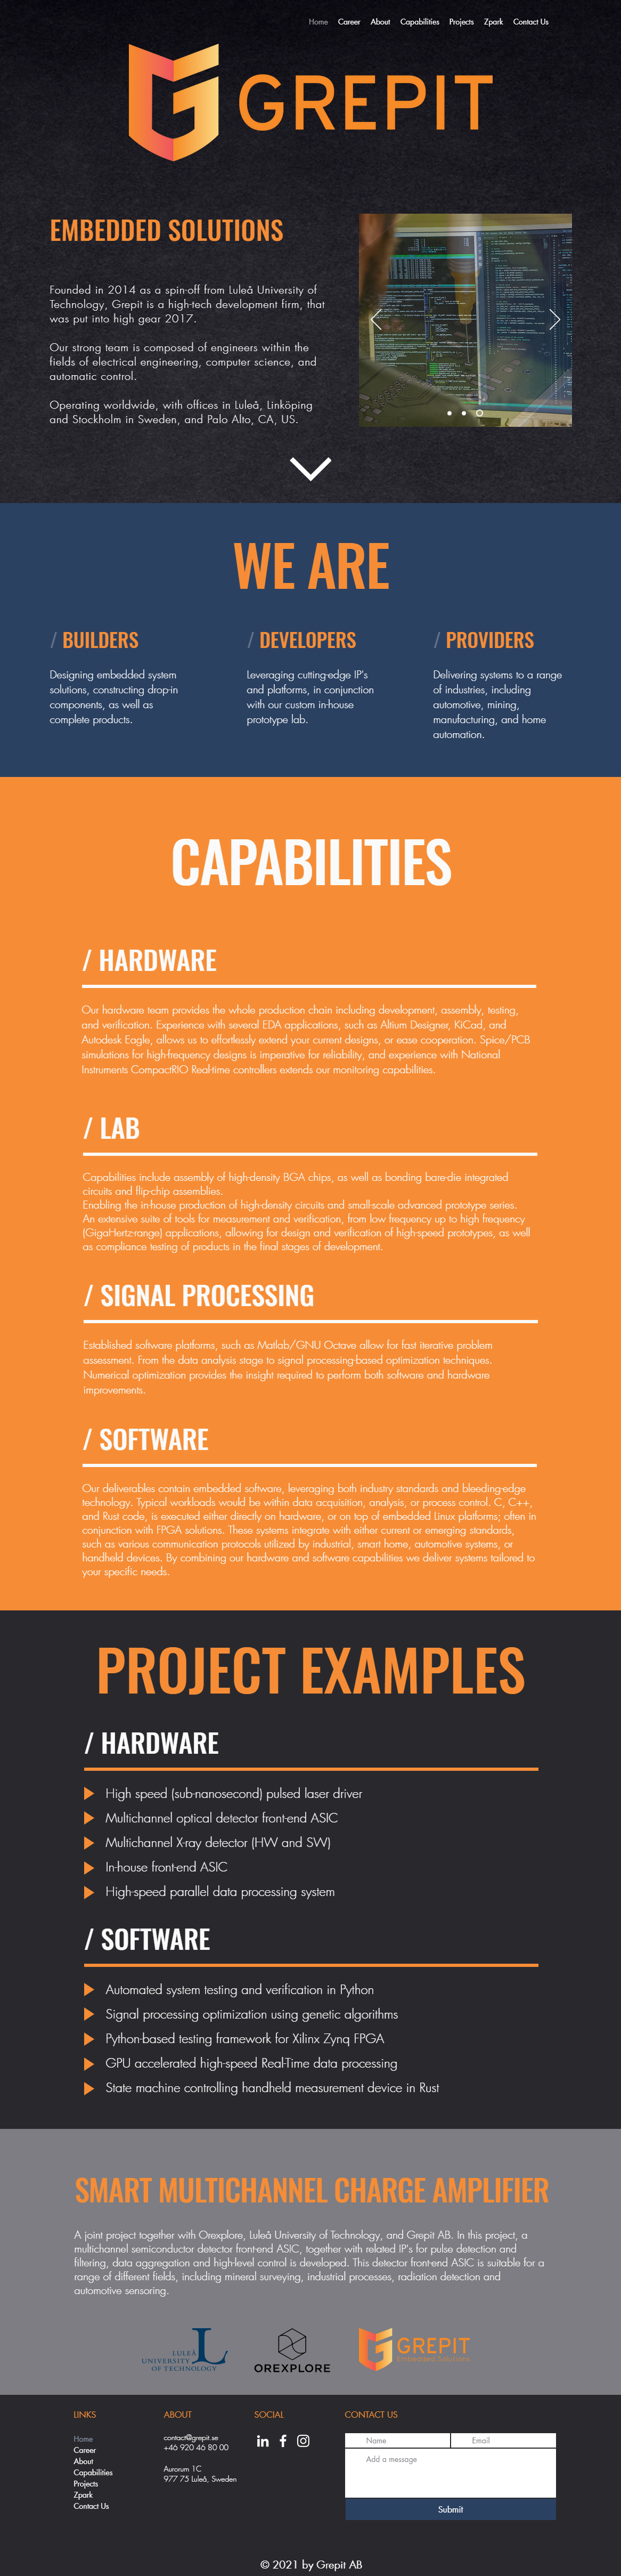 Home Career About Capabilities Projects Zpark Contact Us
GREPIT
EMBEDDED SOLUTIONS
Founded in 2014 as a spin-off from Luleå University of
Technology, Grepit is a high-tech development firm, that
was put into high gear 2017.
Our strong team is composed of engineers within the
fields of electrical engineering, computer science, and
automatic control.
Operating worldwide, with offices in Luleå, Linköping
and Stockholm in Sweden, and Palo Alto, CA, US.
WE ARE
/ BUILDERS
Designing embedded system
solutions, constructing drop-in
components, as well as
complete products.
/ DEVELOPERS
Leveraging cutting-edge IP's
and platforms, in conjunction
with our custom in-house
prototype lab.
/ PROVIDERS
Delivering systems to a range
of industries, including
automotive, mining,
manufacturing, and home
automation.
CAPABILITIES
/ HARDWARE
Our hardware team provides the whole production chain including development, assembly, testing,
and verification. Experience with several EDA applications, such as Altium Designer, KiCad, and
Autodesk Eagle, allows us to effortlessly extend your current designs, or ease cooperation. Spice/PCB
simulations for high-frequency designs is imperative for reliability, and experience with National
Instruments CompactRIO Real-time controllers extends our monitoring capabilities.
/ LAB
Capabilities include assembly of high-density BGA chips, as well as bonding bare-die integrated
circuits and flip-chip assemblies.
Enabling the in-house production of high-density circuits and small-scale advanced prototype series.
An extensive suite of tools for measurement and verification, from low frequency up to high frequency
(GigaHertz-range) applications, allowing for design and verification of high-speed prototypes, as well
as compliance testing of products in the final stages of development.
/ SIGNAL PROCESSING
Established software platforms, such as Matlab/GNU Octave allow for fast iterative problem
assessment. From the data analysis stage to signal processing-based optimization techniques.
Numerical optimization provides the insight required to perform both software and hardware
improvements.
/ SOFTWARE
Our deliverables contain embedded software, leveraging both industry standards and bleeding-edge
technology. Typical workloads would be within data acquisition, analysis, or process control. C, C++,
and Rust code, is executed either directly on hardware, or on top of embedded Linux platforms; often in
conjunction with FPGA solutions. These systems integrate with either current or emerging standards,
such as various communication protocols utilized by industrial, smart home, automotive systems, or
handheld devices. By combining our hardware and software capabilities we deliver systems tailored to
your specific needs.
PROJECT EXAMPLES
/ HARDWARE
High speed (sub-nanosecond) pulsed laser driver
Multichannel optical detector front-end ASIC
Multichannel X-ray detector (HW and SW)
In-house front-end ASIC
High-speed parallel data processing system
/ SOFTWARE
Automated system testing and verification in Python
Signal processing optimization using genetic algorithms
Python-based testing framework for Xilinx Zynq FPGA
GPU accelerated high-speed Real-Time data processing
State machine controlling handheld measurement device in Rust
SMART MULTICHANNEL CHARGE AMPLIFIER
A joint project together with Orexplore, Luleå University of Technology, and Grepit AB. In this project, a
multichannel semiconductor detector front-end ASIC, together with related IP's for pulse detection and
filtering, data aggregation and high-level control is developed. This detector front-end ASIC is suitable for a
range of different fields, including mineral surveying, industrial processes, radiation detection and
automotive sensoring.
LULEÅ
UNIVERSITY
OF TECHNOLOGY
OREXPLORE
GREPIT
Embedded Solutions
LINKS
Home
Career
About
Capabilities
Projects
Zpark
Contact Us
ABOUT
contact@grepit.se
+46 920 46 80 00
Aurorum 1C
977 75 Luleå, Sweden
SOCIAL
in f
CONTACT US
Name Email
Add a message
Submit
© 2021 by Grepit AB